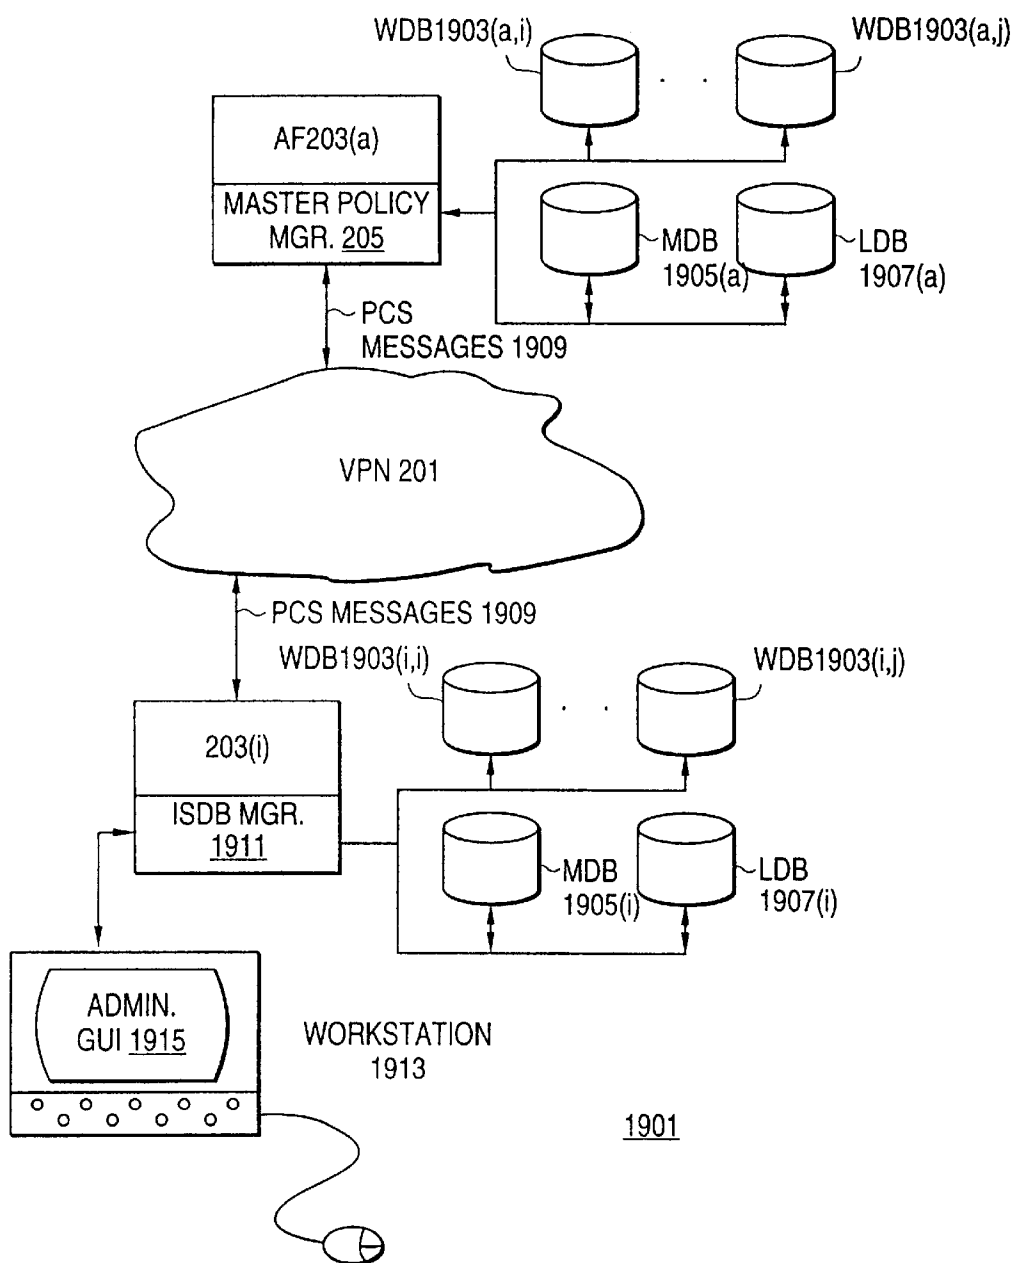 WDB1903(a,i)
WDB1903(a,j)
AF203(a)
MASTER POLICY
MGR. 205
MDB
1905(a)
LDB
1907(a)
PCS
MESSAGES 1909
VPN 201
PCS MESSAGES 1909
WDB1903(i,i)
WDB1903(i,j)
203(i)
ISDB MGR.
1911
MDB
1905(i)
LDB
1907(i)
ADMIN.
GUI 1915
WORKSTATION
1913
1901